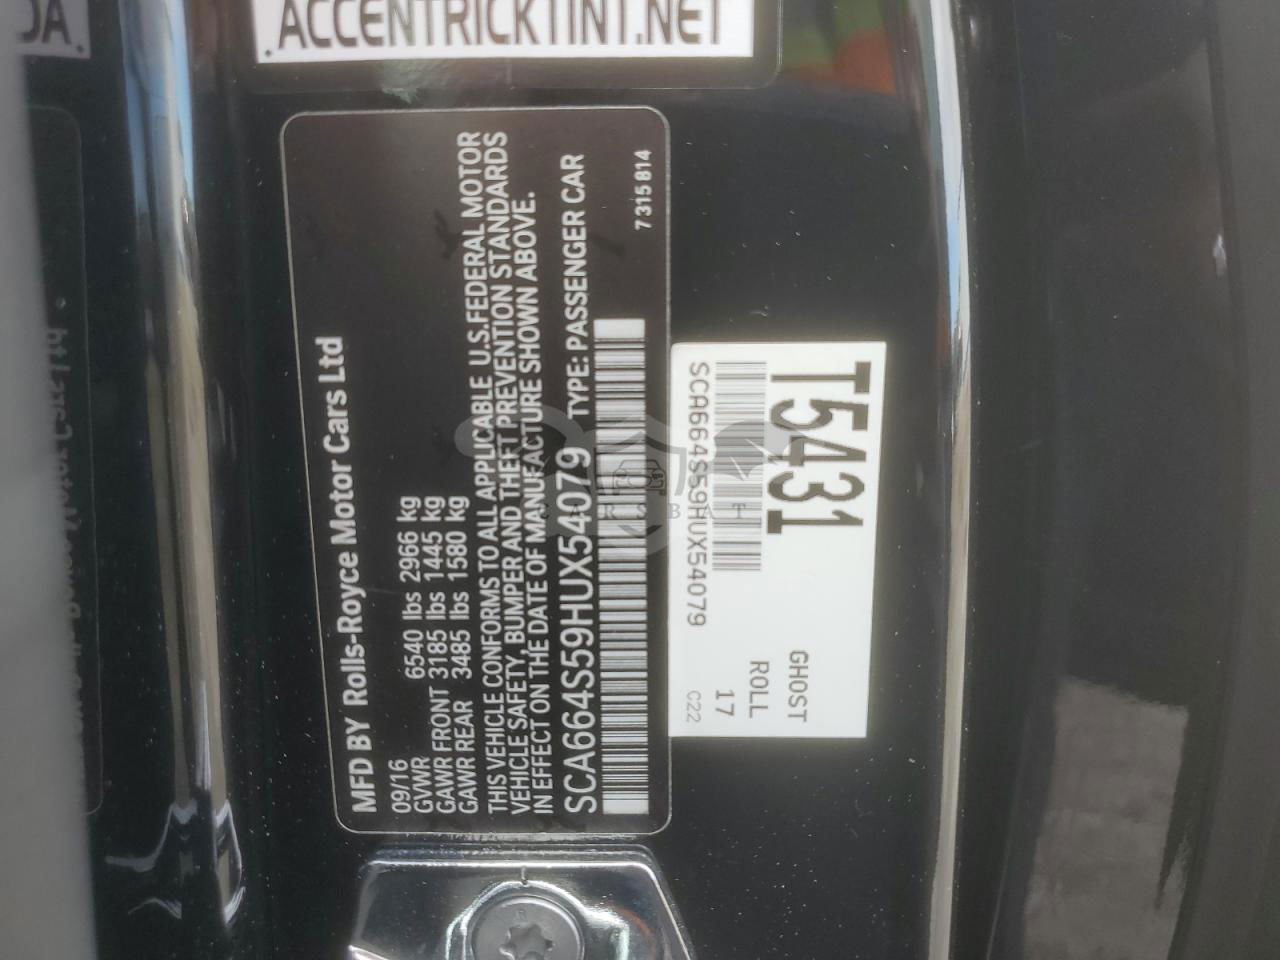 ACCENTRICKTINT.NET
MFD BY Rolls-Royce Motor Cars Ltd
09/16
GVWR 6540 lbs 2966 kg
GAWR FRONT 3185 lbs 1445 kg
GAWR REAR 3485 lbs 1580 kg
THIS VEHICLE CONFORMS TO ALL APPLICABLE U.S.FEDERAL MOTOR
VEHICLE SAFETY, BUMPER AND THEFT PREVENTION STANDARDS
IN EFFECT ON THE DATE OF MANUFACTURE SHOWN ABOVE.
SCA664S59HUX54079 TYPE: PASSENGER CAR
7315814
T5431
SCA664S59HUX54079
GHOST
ROLL
17
C22
CARSBAT